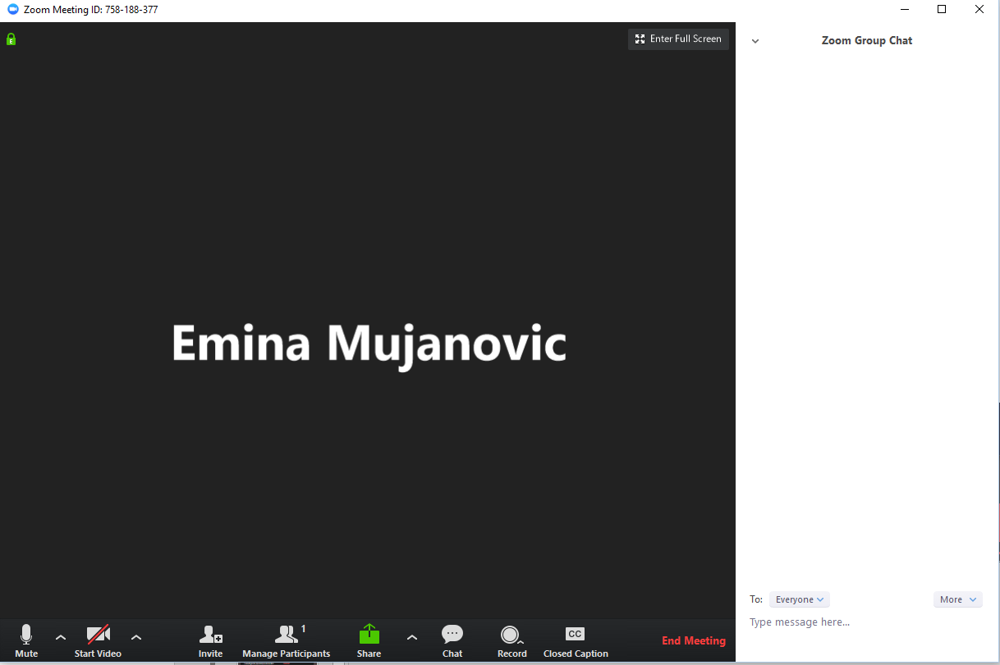 Zoom Meeting ID: 758-188-377
E
Enter Full Screen
Zoom Group Chat
Emina Mujanovic
To: Everyone More
Type message here...
1
CC
Mute Start Video Invite Manage Participants Share Chat Record Closed Caption End Meeting